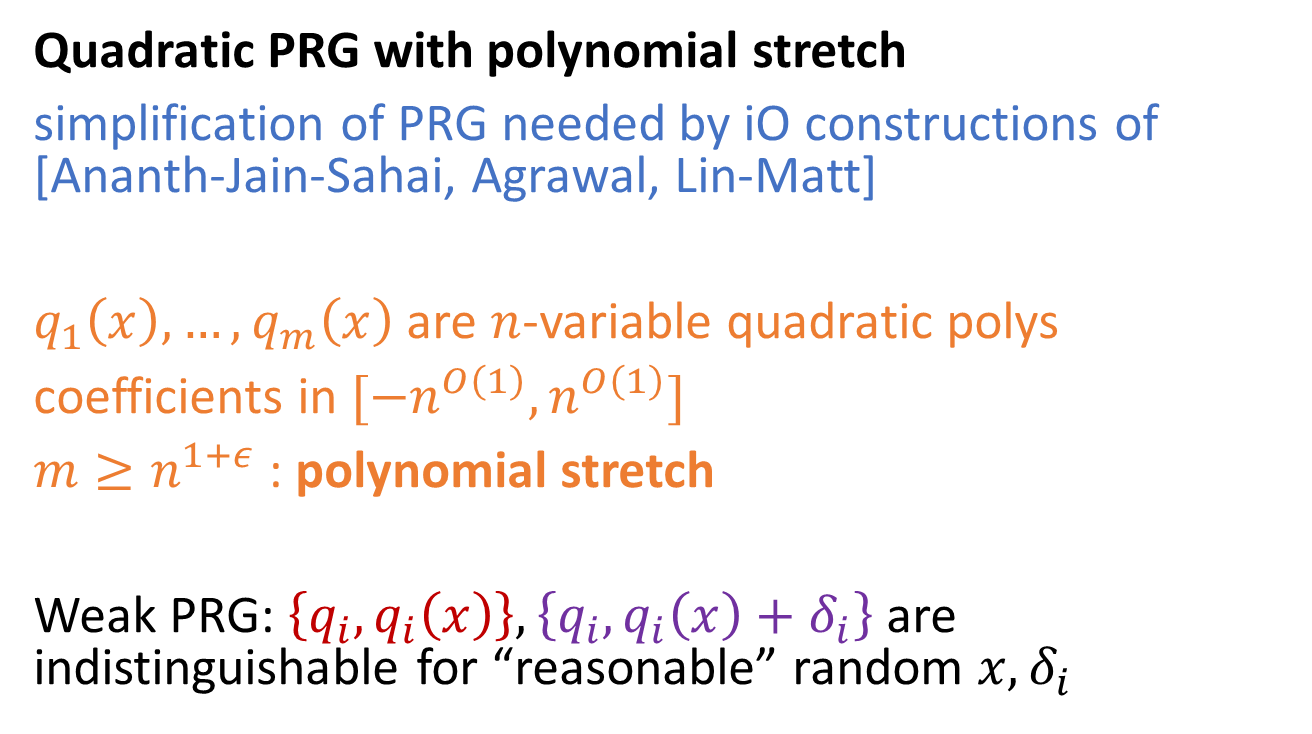 Quadratic PRG with polynomial stretch
simplification of PRG needed by iO constructions of
[Ananth-Jain-Sahai, Agrawal, Lin-Matt]
q₁(x), … , qₘ(x) are n-variable quadratic polys
coefficients in [−n^{O(1)}, n^{O(1)}]
m ≥ n^{1+ϵ} : polynomial stretch
Weak PRG: {qᵢ, qᵢ(x)}, {qᵢ, qᵢ(x) + δᵢ} are
indistinguishable for “reasonable” random x, δᵢ